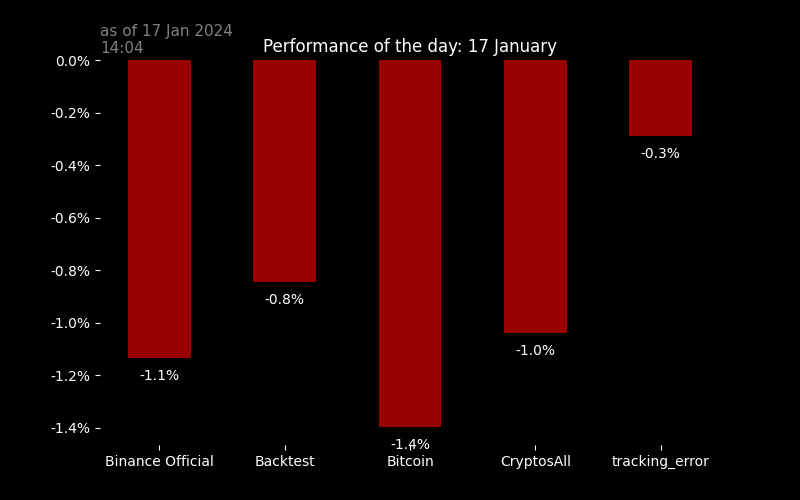 as of 17 Jan 2024
14:04
Performance of the day: 17 January
0.0%
-0.2%
-0.4%
-0.6%
-0.8%
-1.0%
-1.2%
-1.4%
-1.1%
-0.8%
-1.4%
-1.0%
-0.3%
Binance Official
Backtest
Bitcoin
CryptosAll
tracking_error